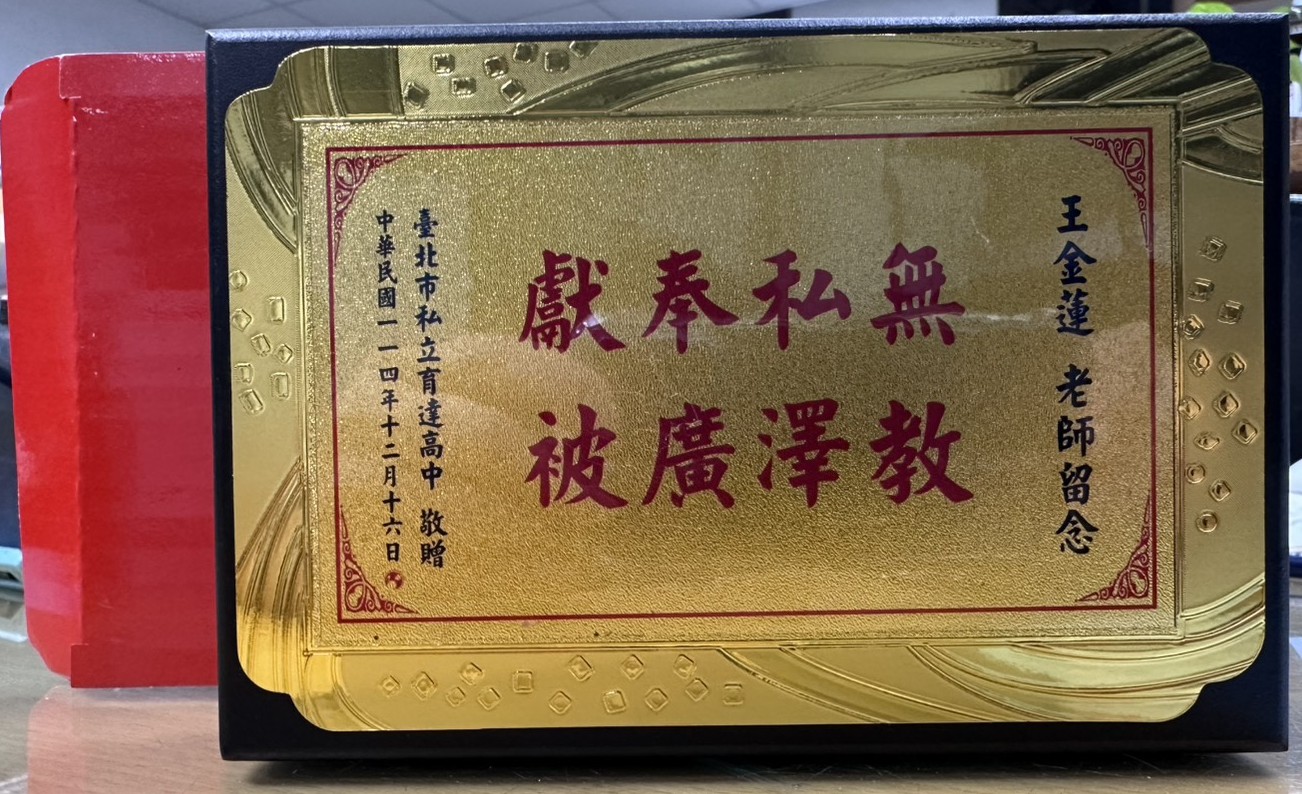 王金蓮 老師留念
無私奉獻
教澤廣被
臺北市私立育達高中 敬贈
中華民國一一四年十二月十六日